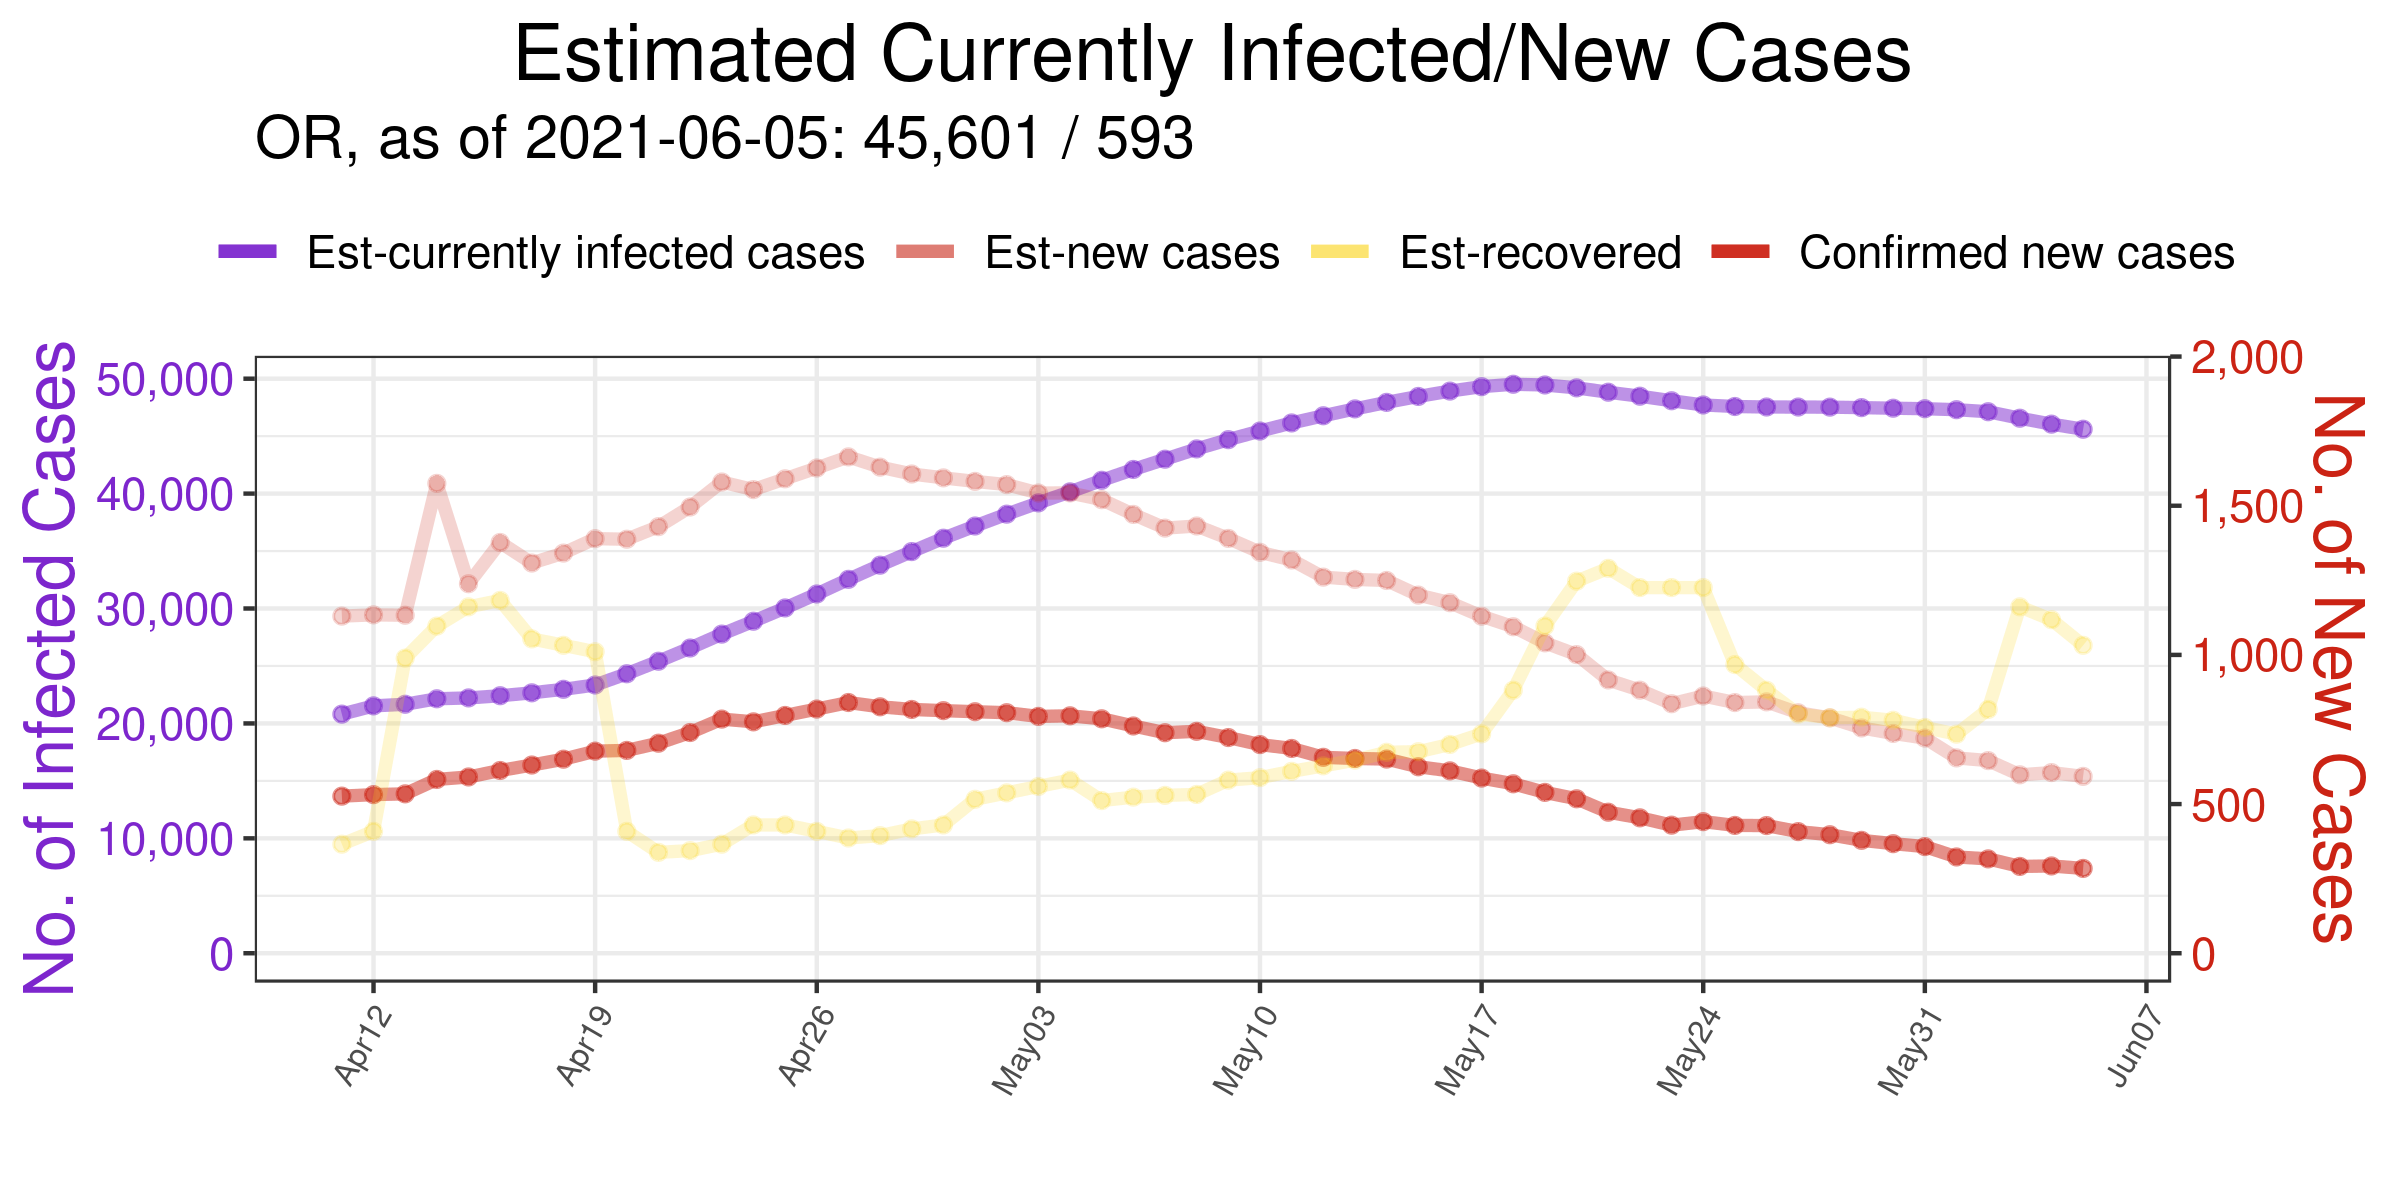 Estimated Currently Infected/New Cases
OR, as of 2021-06-05: 45,601 / 593
Est-currently infected cases
Est-new cases
Est-recovered
Confirmed new cases
No. of Infected Cases
50,000
40,000
30,000
20,000
10,000
0
2,000
1,500
1,000
500
0
No. of New Cases
Apr12
Apr19
Apr26
May03
May10
May17
May24
May31
Jun07